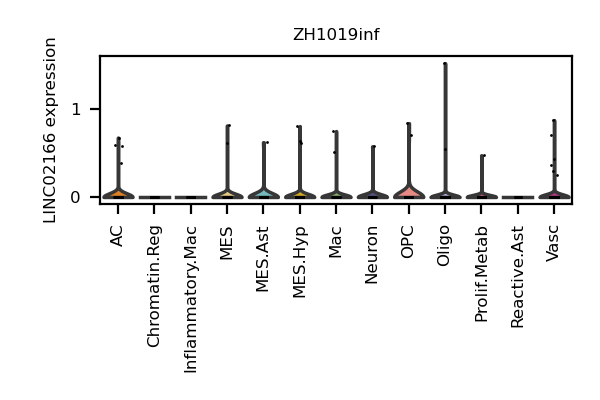 ZH1019inf
LINC02166 expression
1
0
AC
Chromatin.Reg
Inflammatory.Mac
MES
MES.Ast
MES.Hyp
Mac
Neuron
OPC
Oligo
Prolif.Metab
Reactive.Ast
Vasc